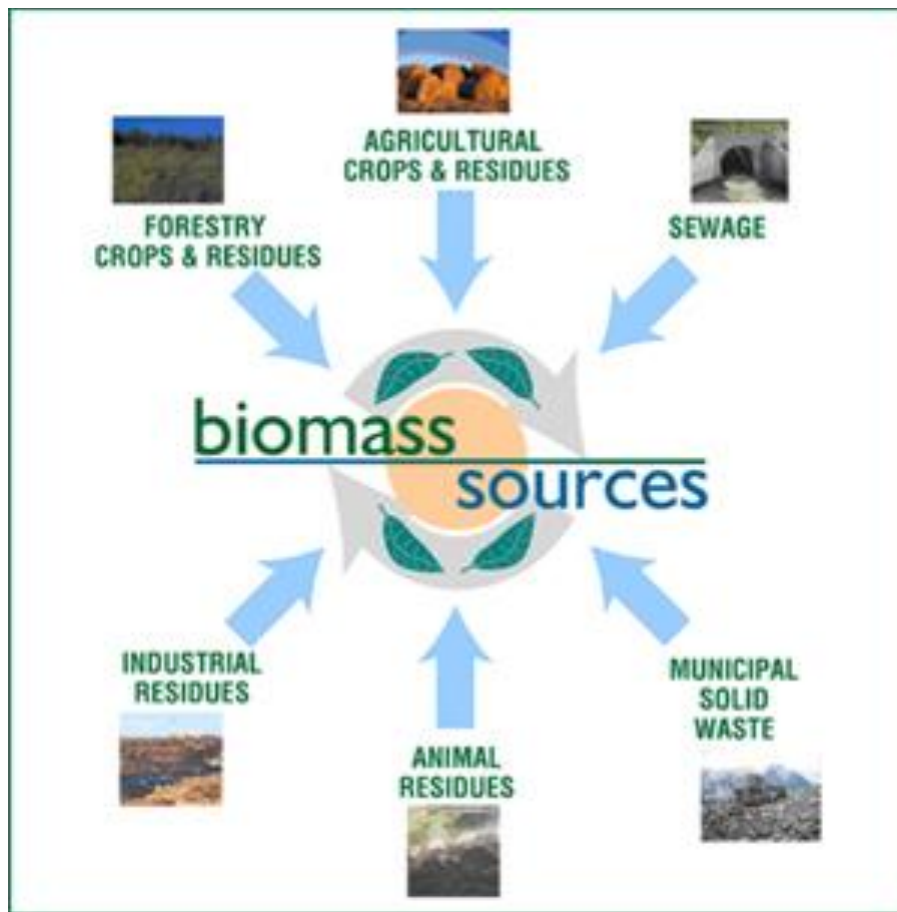 AGRICULTURAL
CROPS & RESIDUES
FORESTRY
CROPS & RESIDUES
SEWAGE
biomass
sources
INDUSTRIAL
RESIDUES
ANIMAL
RESIDUES
MUNICIPAL
SOLID
WASTE